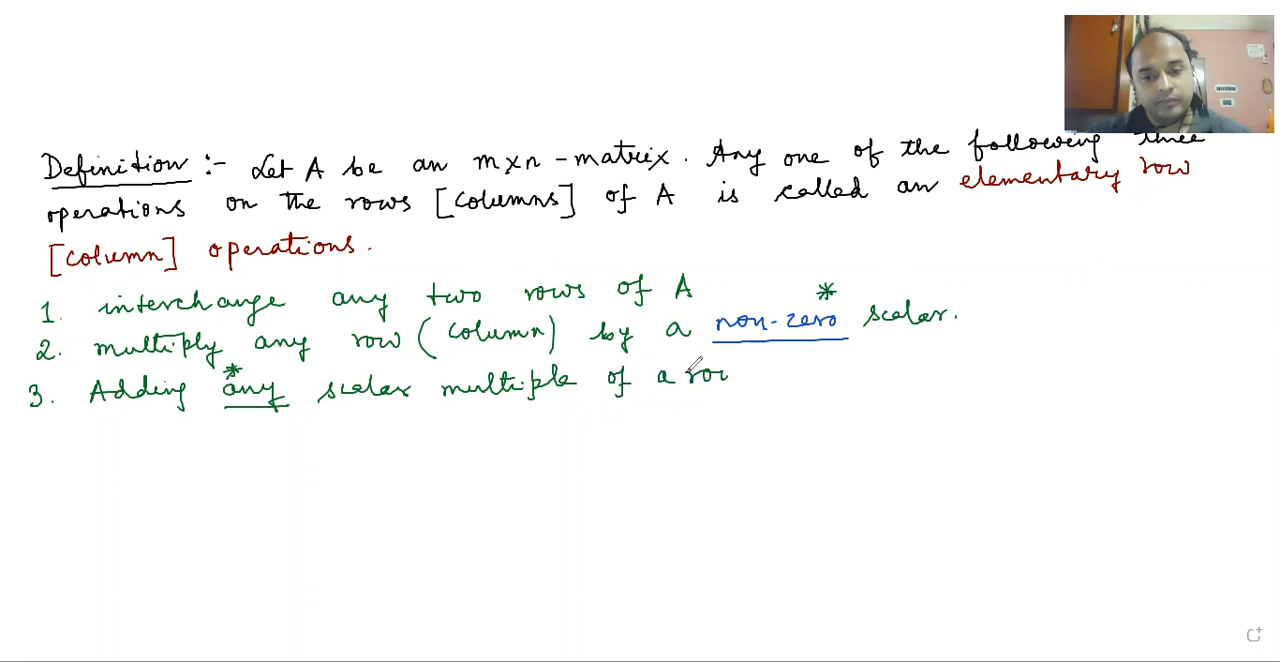 Definition :- Let A be an m×n-matrix. Any one of the following three
operations on the rows [columns] of A is called an elementary row
[column] operations.
1. interchange any two rows of A
*
2. multiply any row (column) by a non-zero scalar.
*
3. Adding any scalar multiple of a row